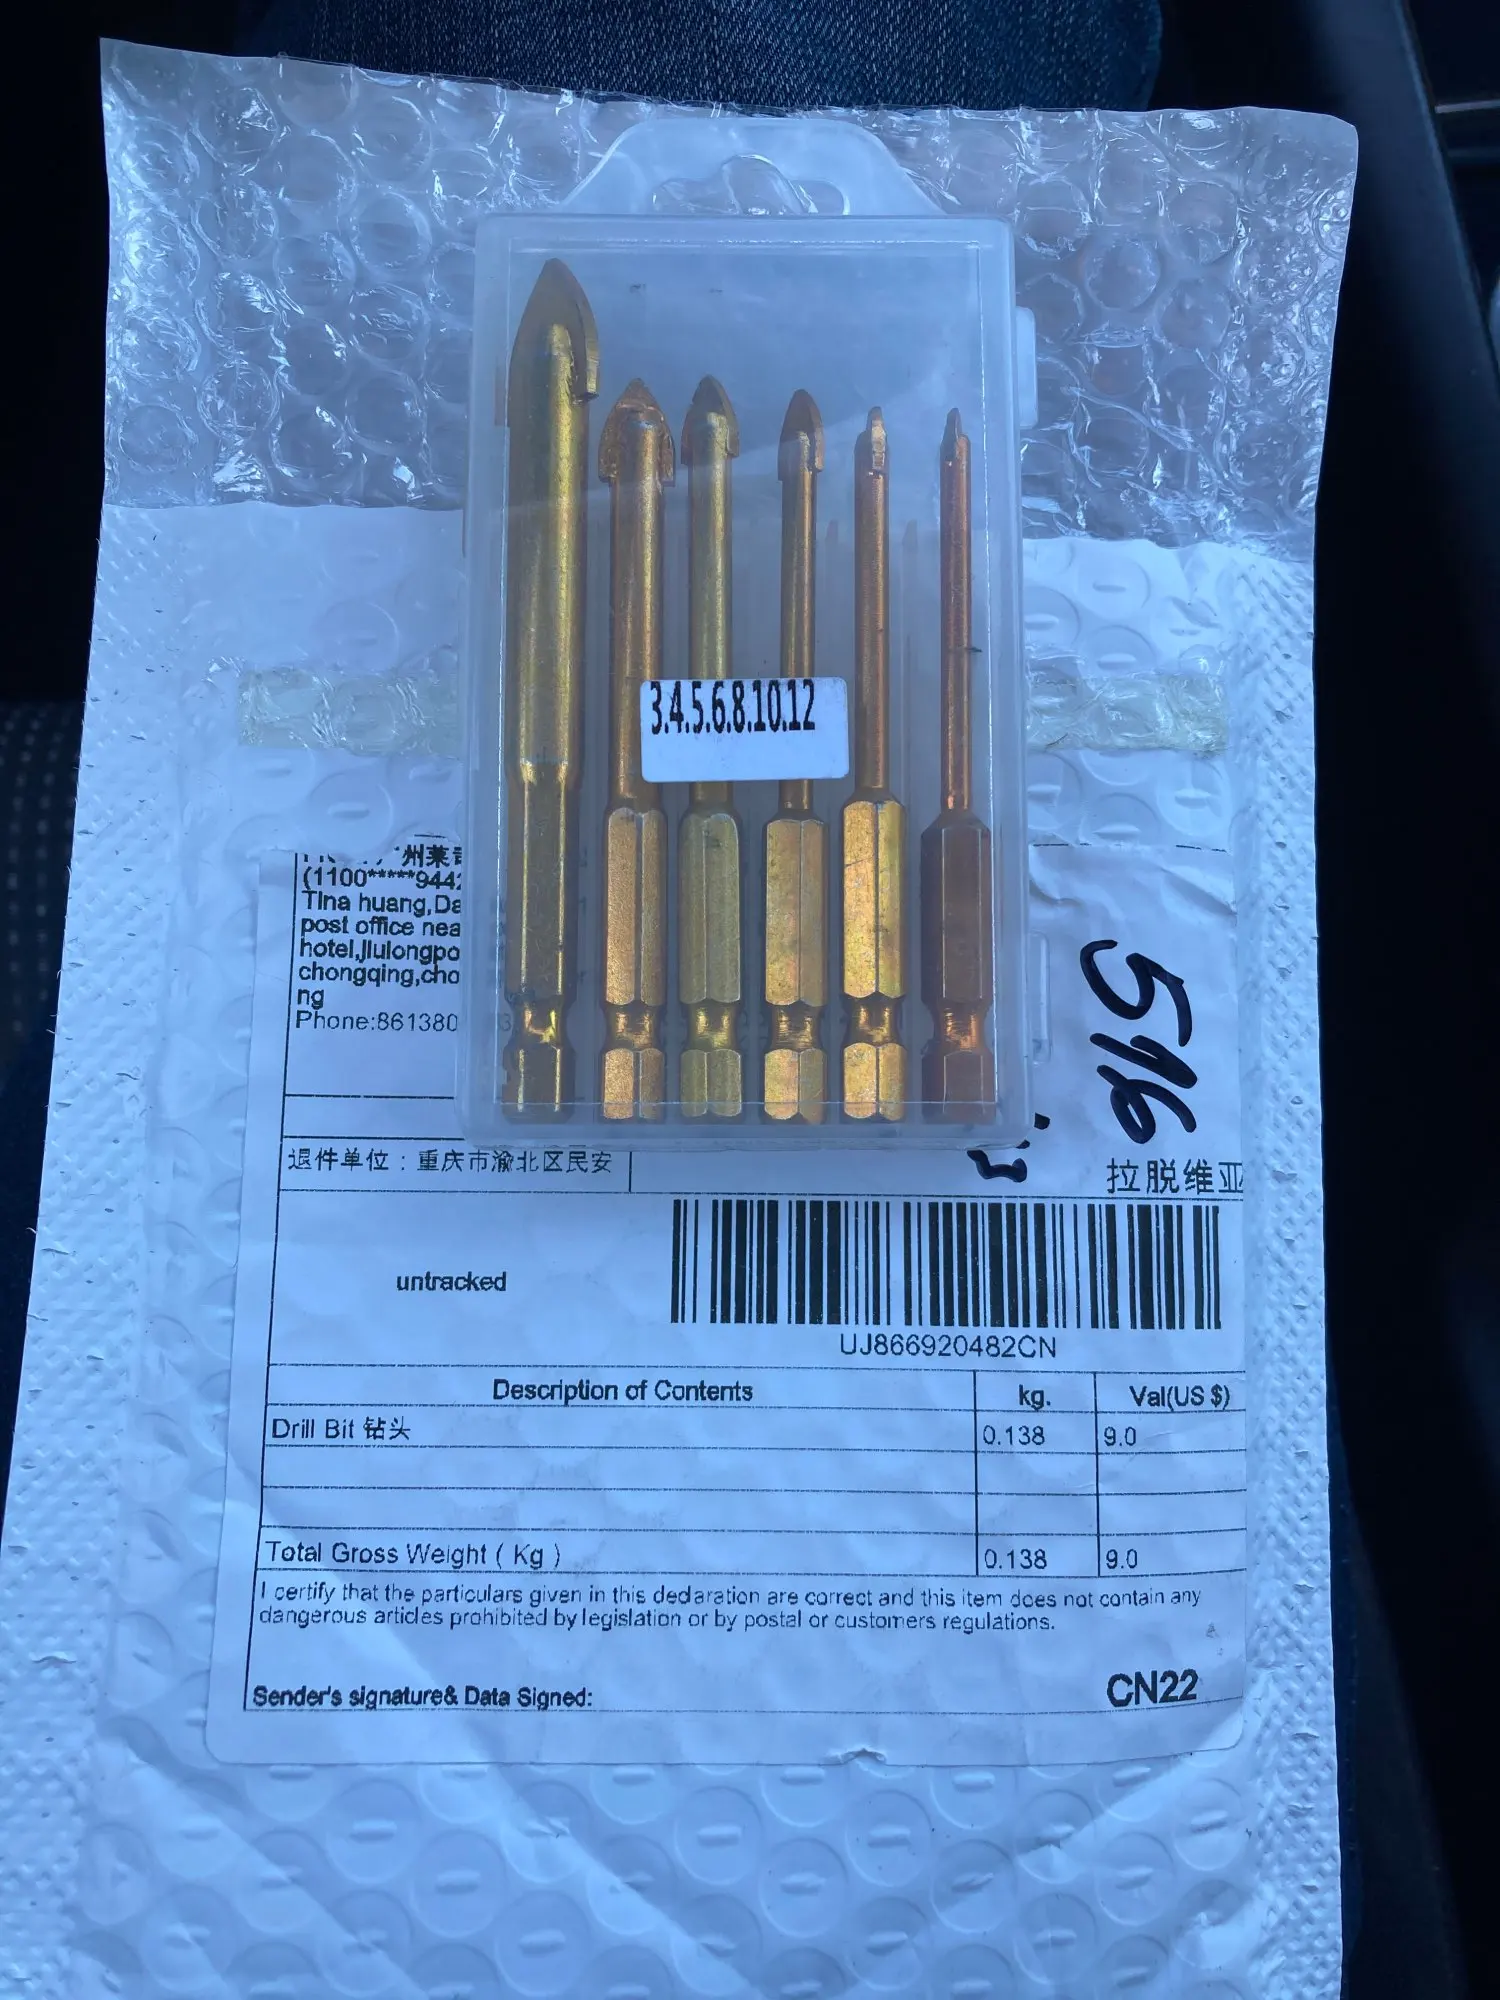 3.4.5.6.8.10.12
州莱
(1100*****944
Tina huang,Da
post office nea
hotel,jiulongpo
chongqing,cho
ng
Phone:861380
516
退件单位：重庆市渝北区民安
拉脱维亚
untracked
UJ866920482CN
Description of Contents kg. Val(US $)
Drill Bit 钻头 0.138 9.0
Total Gross Weight ( Kg ) 0.138 9.0
I certify that the particulars given in this declaration are correct and this item does not contain any
dangerous articles prohibited by legislation or by postal or customers regulations.
Sender's signature& Data Signed:
CN22